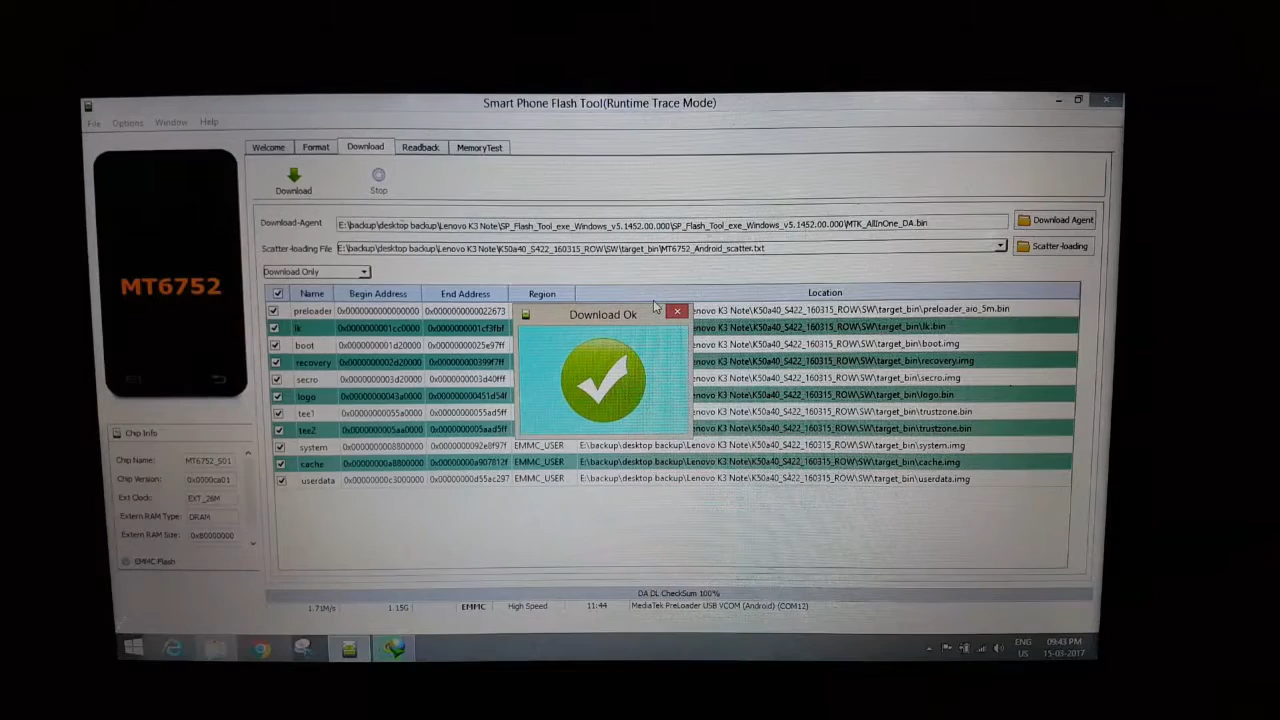 Smart Phone Flash Tool(Runtime Trace Mode)
File Options Window Help
Welcome Format Download Readback MemoryTest
Download Stop
Download-Agent E:\backup\desktop backup\Lenovo K3 Note\SP_Flash_Tool_exe_Windows_v5.1452.00.000\SP_Flash_Tool_exe_Windows_v5.1452.00.000\MTK_AllInOne_DA.bin Download Agent
Scatter-loading File E:\backup\desktop backup\Lenovo K3 Note\K50a40_S422_160315_ROW\SW\target_bin\MT6752_Android_scatter.txt Scatter-loading
Download Only
MT6752
Name Begin Address End Address Region Location
preloader 0x0000000000000000 0x0000000000022673 enovo K3 Note\K50a40_S422_160315_ROW\SW\target_bin\preloader_aio_5m.bin
lk 0x0000000001cc0000 0x0000000001cf3fbf enovo K3 Note\K50a40_S422_160315_ROW\SW\target_bin\lk.bin
boot 0x0000000001d20000 0x00000000025e97ff enovo K3 Note\K50a40_S422_160315_ROW\SW\target_bin\boot.img
recovery 0x0000000002d20000 0x000000000399f7ff enovo K3 Note\K50a40_S422_160315_ROW\SW\target_bin\recovery.img
secro 0x0000000003d20000 0x0000000003d40fff enovo K3 Note\K50a40_S422_160315_ROW\SW\target_bin\secro.img
logo 0x00000000043a0000 0x000000000451d54f enovo K3 Note\K50a40_S422_160315_ROW\SW\target_bin\logo.bin
tee1 0x00000000055a0000 0x00000000055ad5ff enovo K3 Note\K50a40_S422_160315_ROW\SW\target_bin\trustzone.bin
tee2 0x0000000005aa0000 0x0000000005aad5ff enovo K3 Note\K50a40_S422_160315_ROW\SW\target_bin\trustzone.bin
system 0x0000000008800000 0x0000000092e8f97f EMMC_USER E:\backup\desktop backup\Lenovo K3 Note\K50a40_S422_160315_ROW\SW\target_bin\system.img
cache 0x00000000a8800000 0x00000000a907812f EMMC_USER E:\backup\desktop backup\Lenovo K3 Note\K50a40_S422_160315_ROW\SW\target_bin\cache.img
userdata 0x00000000c3000000 0x00000000d55ac297 EMMC_USER E:\backup\desktop backup\Lenovo K3 Note\K50a40_S422_160315_ROW\SW\target_bin\userdata.img
Download Ok
Chip Info
Chip Name: MT6752_S01
Chip Version: 0x0000ca01
Ext Clock: EXT_26M
Extern RAM Type: DRAM
Extern RAM Size: 0x80000000
EMMC Flash
DA DL CheckSum 100%
1.71M/s 1.15G EMMC High Speed 11:44 MediaTek PreLoader USB VCOM (Android) (COM12)
ENG 09:43 PM
US 15-03-2017